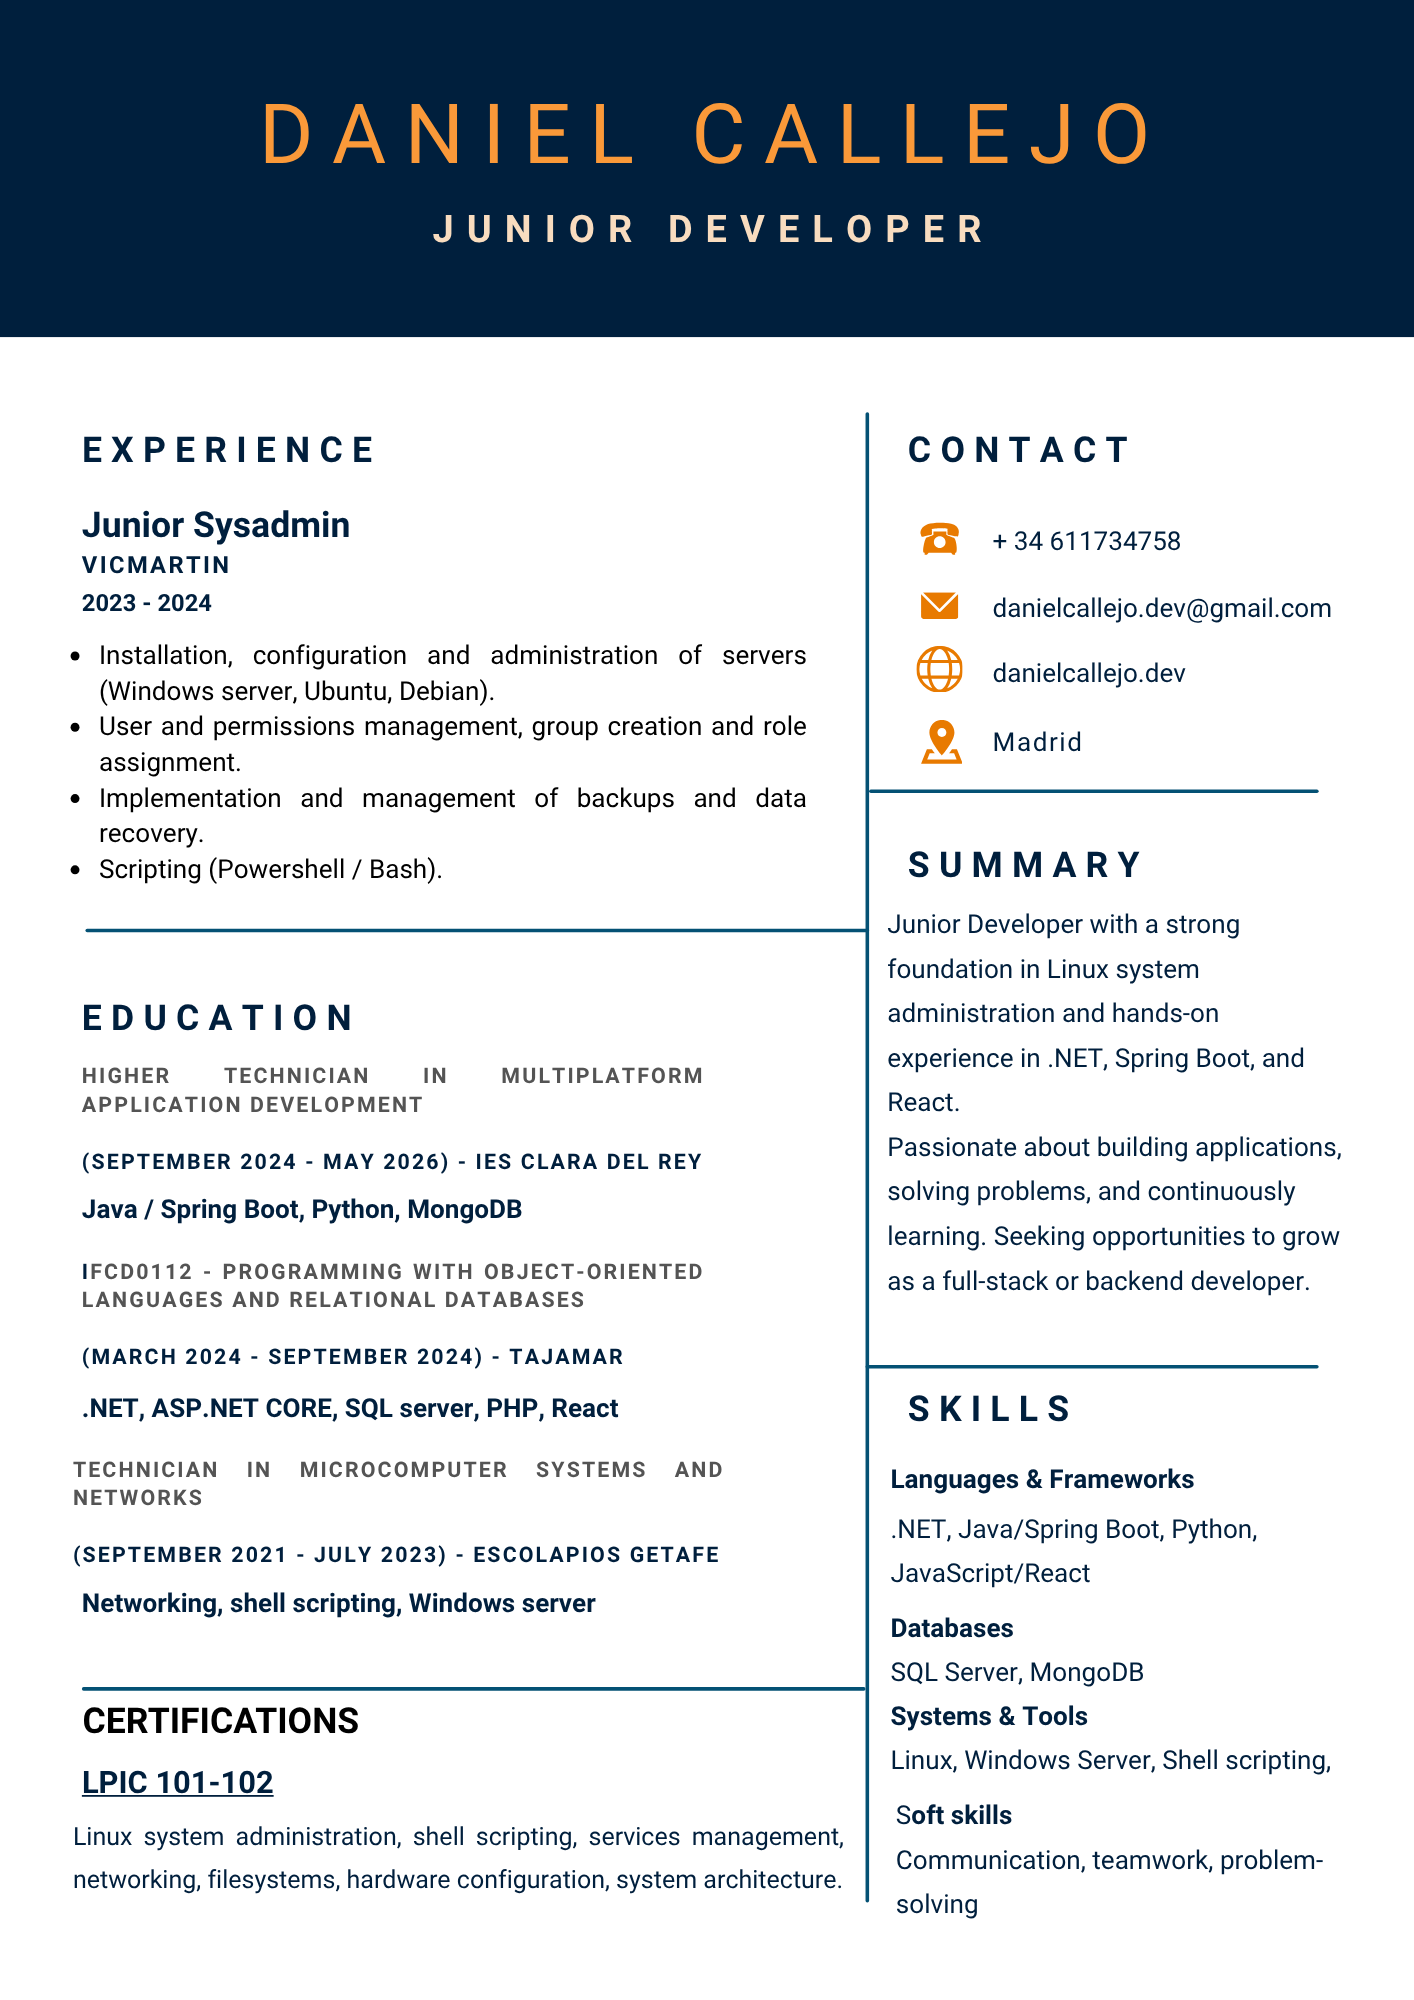 DANIEL CALLEJO
JUNIOR DEVELOPER
EXPERIENCE
Junior Sysadmin
VICMARTIN
2023 - 2024
• Installation, configuration and administration of servers
(Windows server, Ubuntu, Debian).
• User and permissions management, group creation and role
assignment.
• Implementation and management of backups and data
recovery.
• Scripting (Powershell / Bash).
EDUCATION
HIGHER TECHNICIAN IN MULTIPLATFORM
APPLICATION DEVELOPMENT
(SEPTEMBER 2024 - MAY 2026) - IES CLARA DEL REY
Java / Spring Boot, Python, MongoDB
IFCD0112 - PROGRAMMING WITH OBJECT-ORIENTED
LANGUAGES AND RELATIONAL DATABASES
(MARCH 2024 - SEPTEMBER 2024) - TAJAMAR
.NET, ASP.NET CORE, SQL server, PHP, React
TECHNICIAN IN MICROCOMPUTER SYSTEMS AND
NETWORKS
(SEPTEMBER 2021 - JULY 2023) - ESCOLAPIOS GETAFE
Networking, shell scripting, Windows server
CERTIFICATIONS
LPIC 101-102
Linux system administration, shell scripting, services management,
networking, filesystems, hardware configuration, system architecture.
CONTACT
+ 34 611734758
danielcallejo.dev@gmail.com
danielcallejo.dev
Madrid
SUMMARY
Junior Developer with a strong
foundation in Linux system
administration and hands-on
experience in .NET, Spring Boot, and
React.
Passionate about building applications,
solving problems, and continuously
learning. Seeking opportunities to grow
as a full-stack or backend developer.
SKILLS
Languages & Frameworks
.NET, Java/Spring Boot, Python,
JavaScript/React
Databases
SQL Server, MongoDB
Systems & Tools
Linux, Windows Server, Shell scripting,
Soft skills
Communication, teamwork, problem-
solving